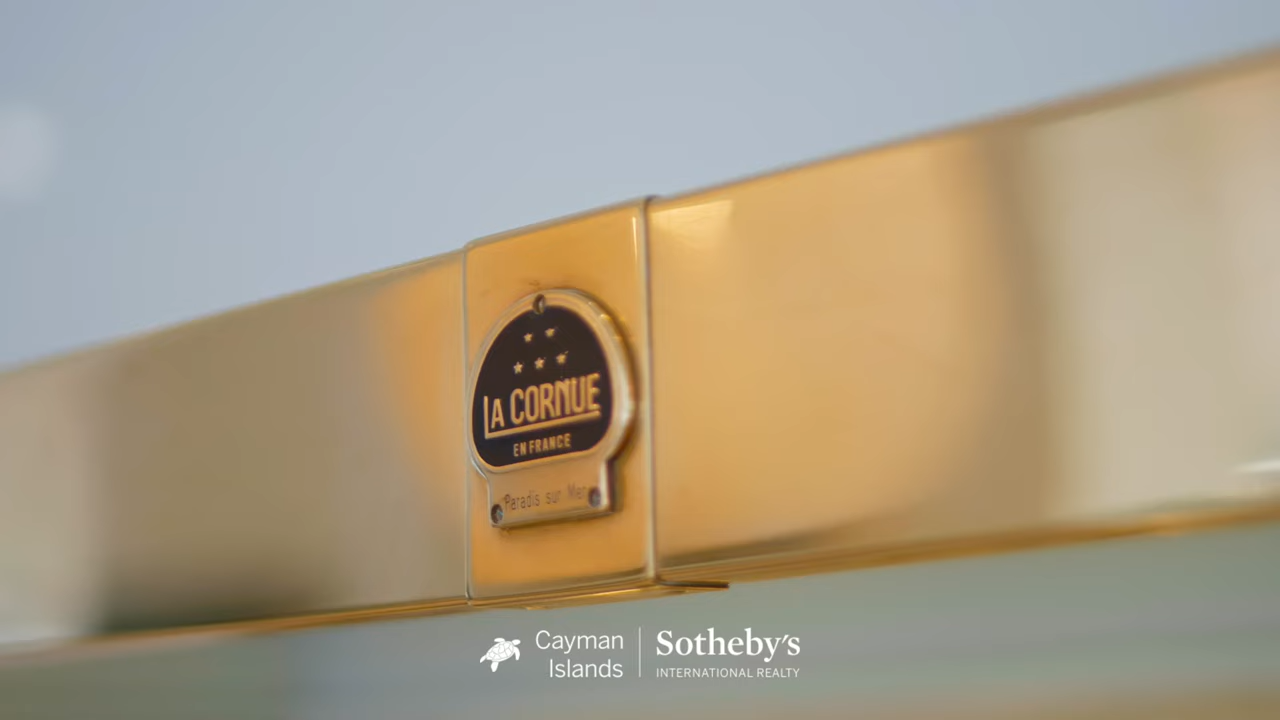 LA CORNUE
EN FRANCE
Paradis sur Mer
Cayman
Islands
Sotheby's
INTERNATIONAL REALTY